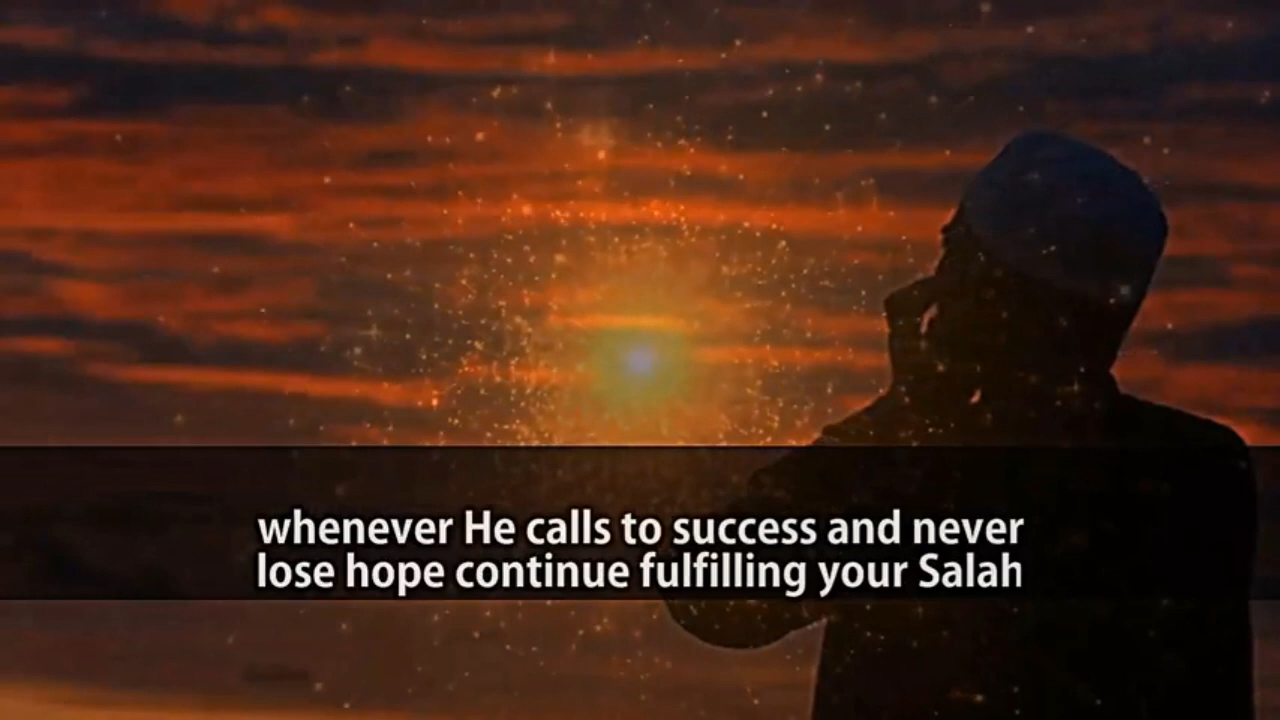 whenever He calls to success and never
lose hope continue fulfilling your Salah